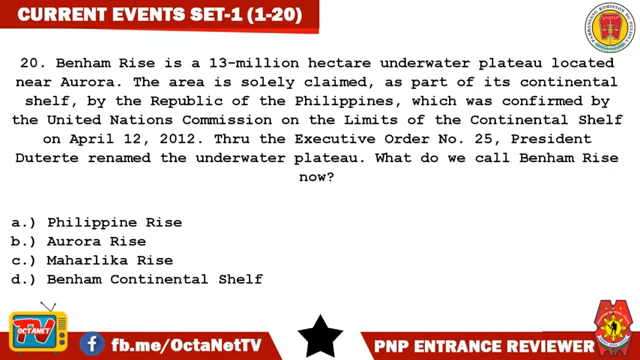 CURRENT EVENTS SET-1 (1-20)
20. Benham Rise is a 13-million hectare underwater plateau located
near Aurora. The area is solely claimed, as part of its continental
shelf, by the Republic of the Philippines, which was confirmed by
the United Nations Commission on the Limits of the Continental Shelf
on April 12, 2012. Thru the Executive Order No. 25, President
Duterte renamed the underwater plateau. What do we call Benham Rise
now?
a.) Philippine Rise
b.) Aurora Rise
c.) Maharlika Rise
d.) Benham Continental Shelf
OCTANET
TV
f fb.me/OctaNetTV
PNP ENTRANCE REVIEWER